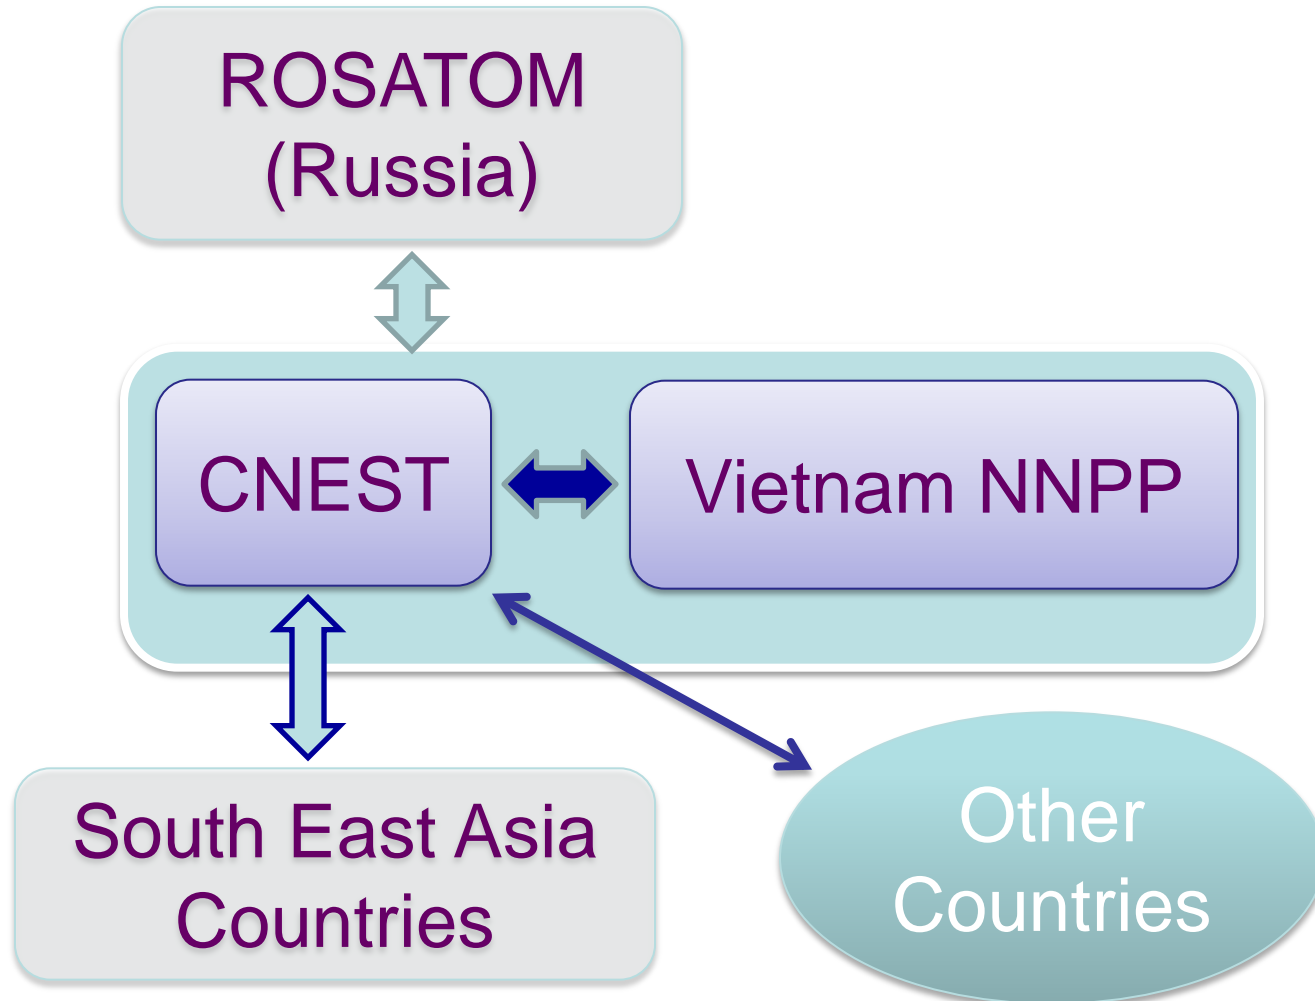 ROSATOM
(Russia)
CNEST
Vietnam NNPP
South East Asia
Countries
Other
Countries